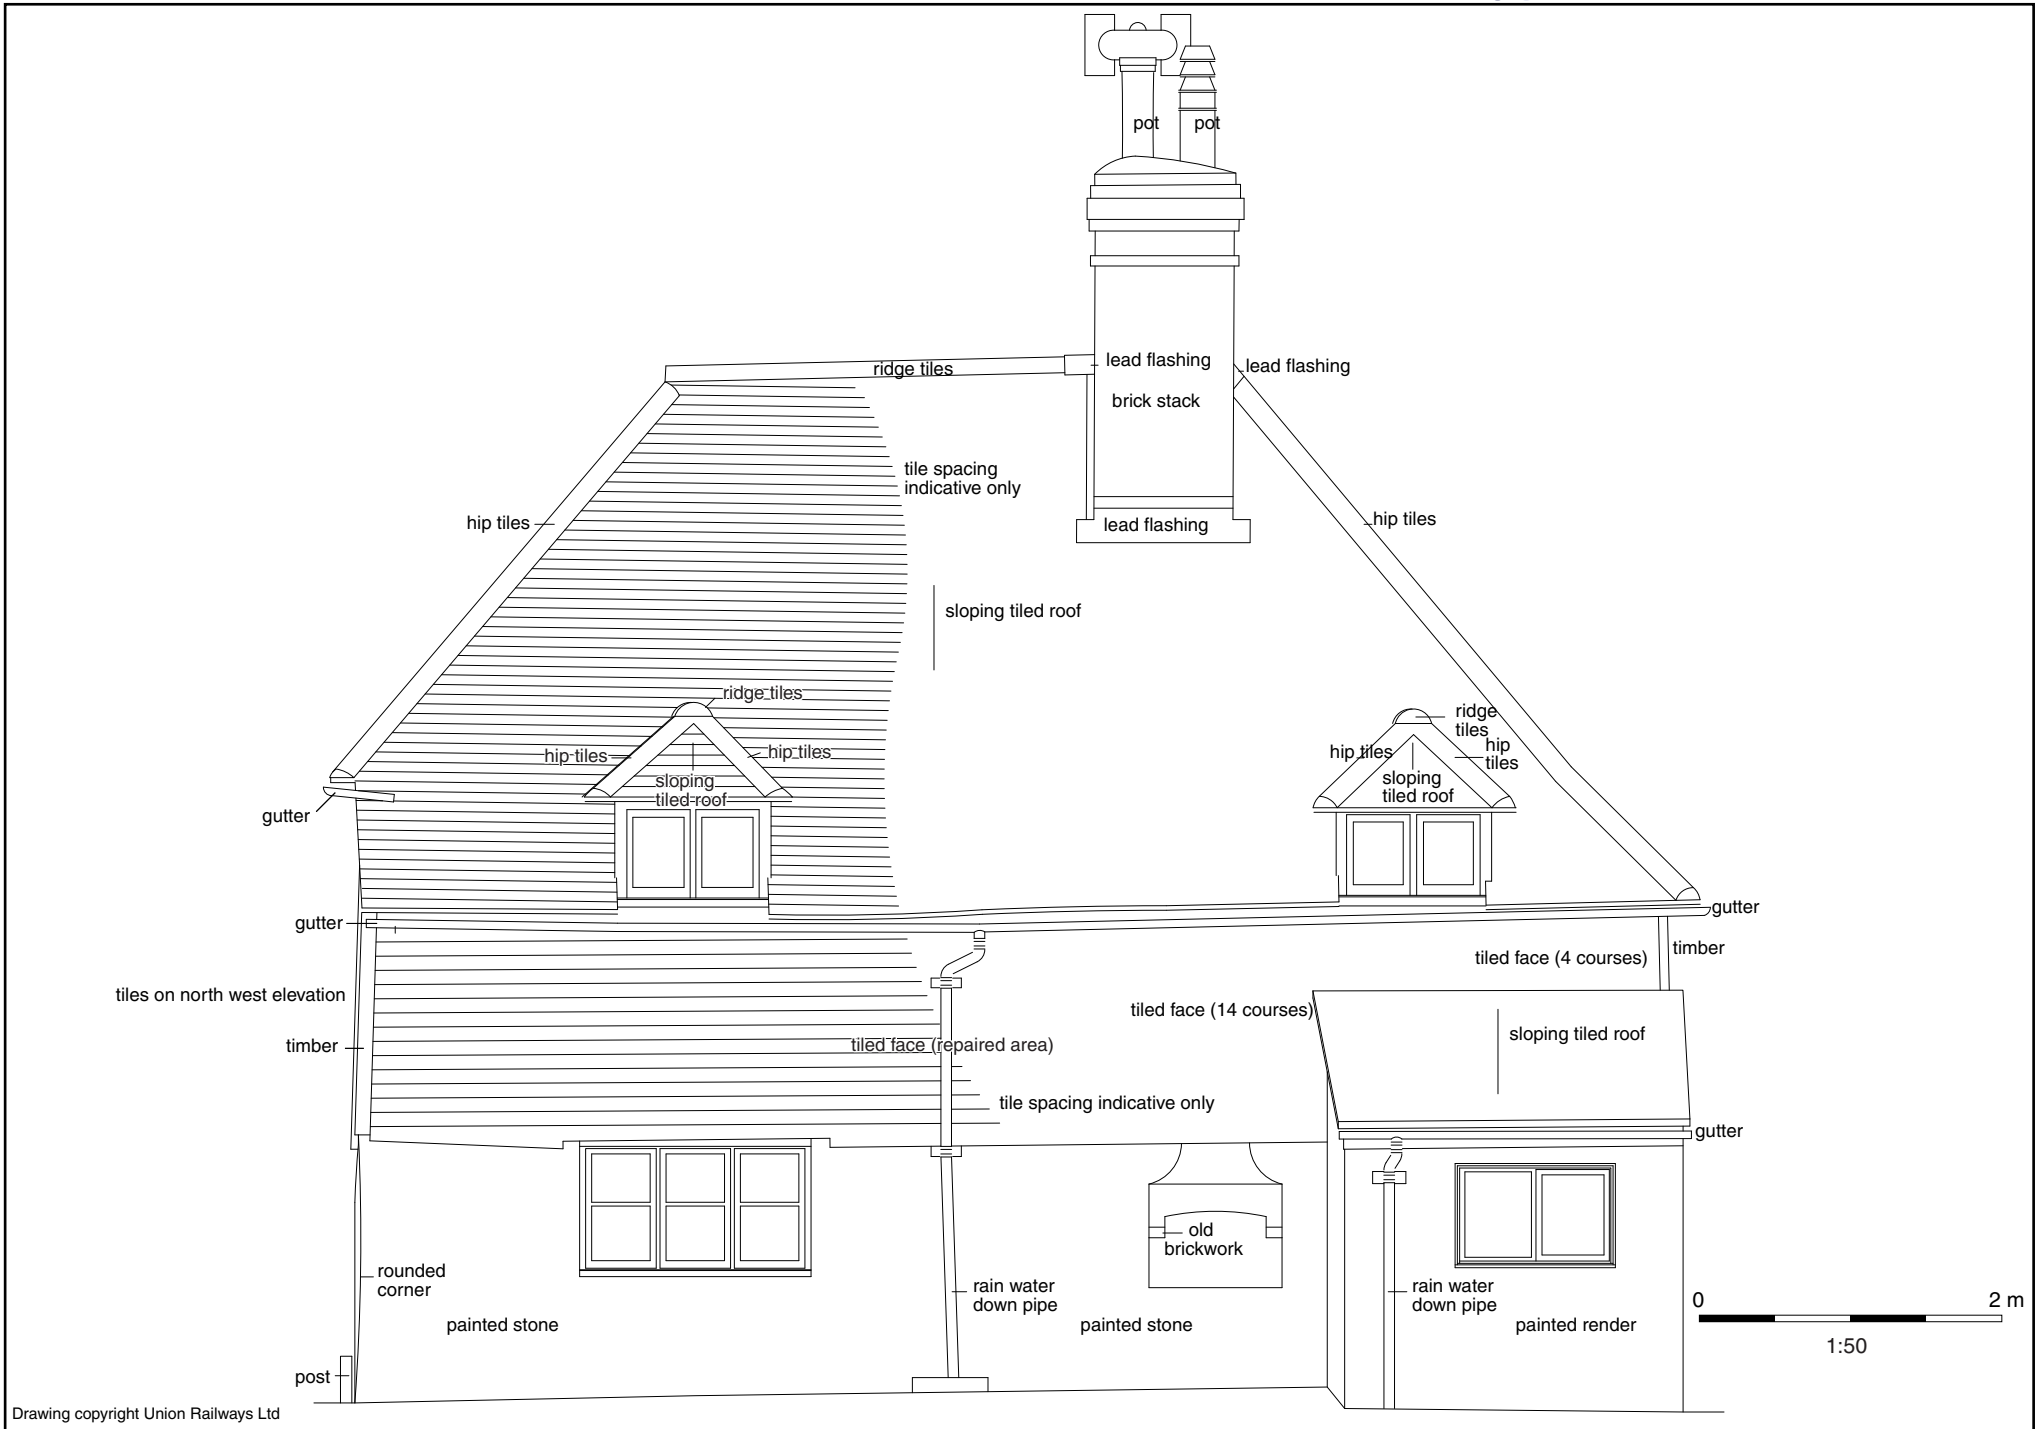 pot
pot
ridge tiles
lead flashing
lead flashing
brick stack
tile spacing
indicative only
hip tiles
lead flashing
hip tiles
sloping tiled roof
ridge tiles
hip tiles
hip tiles
sloping
tiled roof
ridge
tiles
hip tiles
hip
tiles
sloping
tiled roof
gutter
gutter
gutter
timber
tiled face (4 courses)
tiles on north west elevation
tiled face (14 courses)
sloping tiled roof
timber
tiled face (repaired area)
tile spacing indicative only
gutter
old
brickwork
rounded
corner
rain water
down pipe
rain water
down pipe
painted stone
painted stone
painted render
0
2 m
1:50
post
Drawing copyright Union Railways Ltd